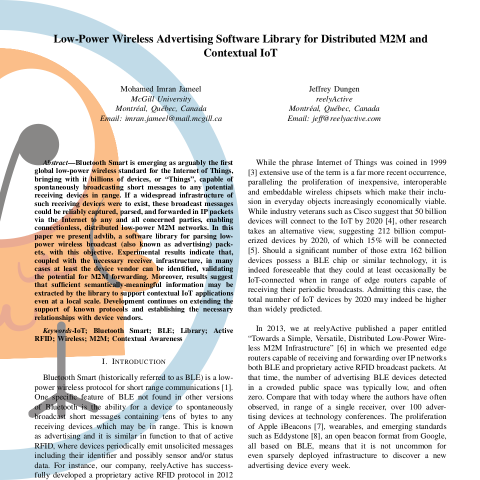 Low-Power Wireless Advertising Software Library for Distributed M2M and
Contextual IoT
Mohamed Imran Jameel
McGill University
Montréal, Québec, Canada
Email: imran.jameel@mail.mcgill.ca
Jeffrey Dungen
reelyActive
Montréal, Québec, Canada
Email: jeff@reelyactive.com
Abstract—Bluetooth Smart is emerging as arguably the first
global low-power wireless standard for the Internet of Things,
bringing with it billions of devices, or “Things”, capable of
spontaneously broadcasting short messages to any potential
receiving devices in range. If a widespread infrastructure of
such receiving devices were to exist, these broadcast messages
could be reliably captured, parsed, and forwarded in IP packets
via the Internet to any and all concerned parties, enabling
connectionless, distributed low-power M2M networks. In this
paper we present advlib, a software library for parsing low-
power wireless broadcast (also known as advertising) pack-
ets, with this objective. Experimental results indicate that,
coupled with the necessary receiver infrastructure, in many
cases at least the device vendor can be identified, validating
the potential for M2M forwarding. Moreover, results suggest
that sufficient semantically-meaningful information may be
extracted by the library to support contextual IoT applications
even at a local scale. Development continues on extending the
support of known protocols and establishing the necessary
relationships with device vendors.
Keywords-IoT; Bluetooth Smart; BLE; Library; Active
RFID; Wireless; M2M; Contextual Awareness
I. INTRODUCTION
Bluetooth Smart (historically referred to as BLE) is a low-
power wireless protocol for short range communications [1].
One specific feature of BLE not found in other versions
of Bluetooth is the ability for a device to spontaneously
broadcast short messages containing tens of bytes to any
receiving devices which may be in range. This is known
as advertising and it is similar in function to that of active
RFID, where devices periodically emit unsolicited messages
including their identifier and possibly sensor and/or status
data. For instance, our company, reelyActive has success-
fully developed a proprietary active RFID protocol in 2012
While the phrase Internet of Things was coined in 1999
[3] extensive use of the term is a far more recent occurrence,
paralleling the proliferation of inexpensive, interoperable
and embeddable wireless chipsets which make their inclu-
sion in everyday objects increasingly economically viable.
While industry veterans such as Cisco suggest that 50 billion
devices will connect to the IoT by 2020 [4], other research
takes an alternative view, suggesting 212 billion comput-
erized devices by 2020, of which 15% will be connected
[5]. Should a significant number of those extra 162 billion
devices possess a BLE chip or similar technology, it is
indeed foreseeable that they could at least occasionally be
IoT-connected when in range of edge routers capable of
receiving their periodic broadcasts. Admitting this case, the
total number of IoT devices by 2020 may indeed be higher
than widely predicted.
In 2013, we at reelyActive published a paper entitled
“Towards a Simple, Versatile, Distributed Low-Power Wire-
less M2M Infrastructure” [6] in which we presented edge
routers capable of receiving and forwarding over IP networks
both BLE and proprietary active RFID broadcast packets. At
that time, the number of advertising BLE devices detected
in a crowded public space was typically low, and often
zero. Compare that with today where the authors have often
observed, in range of a single receiver, over 100 adver-
tising devices at technology conferences. The proliferation
of Apple iBeacons [7], wearables, and emerging standards
such as Eddystone [8], an open beacon format from Google,
all based on BLE, means that it is not uncommon for
even sparsely deployed infrastructure to discover a new
advertising device every week.